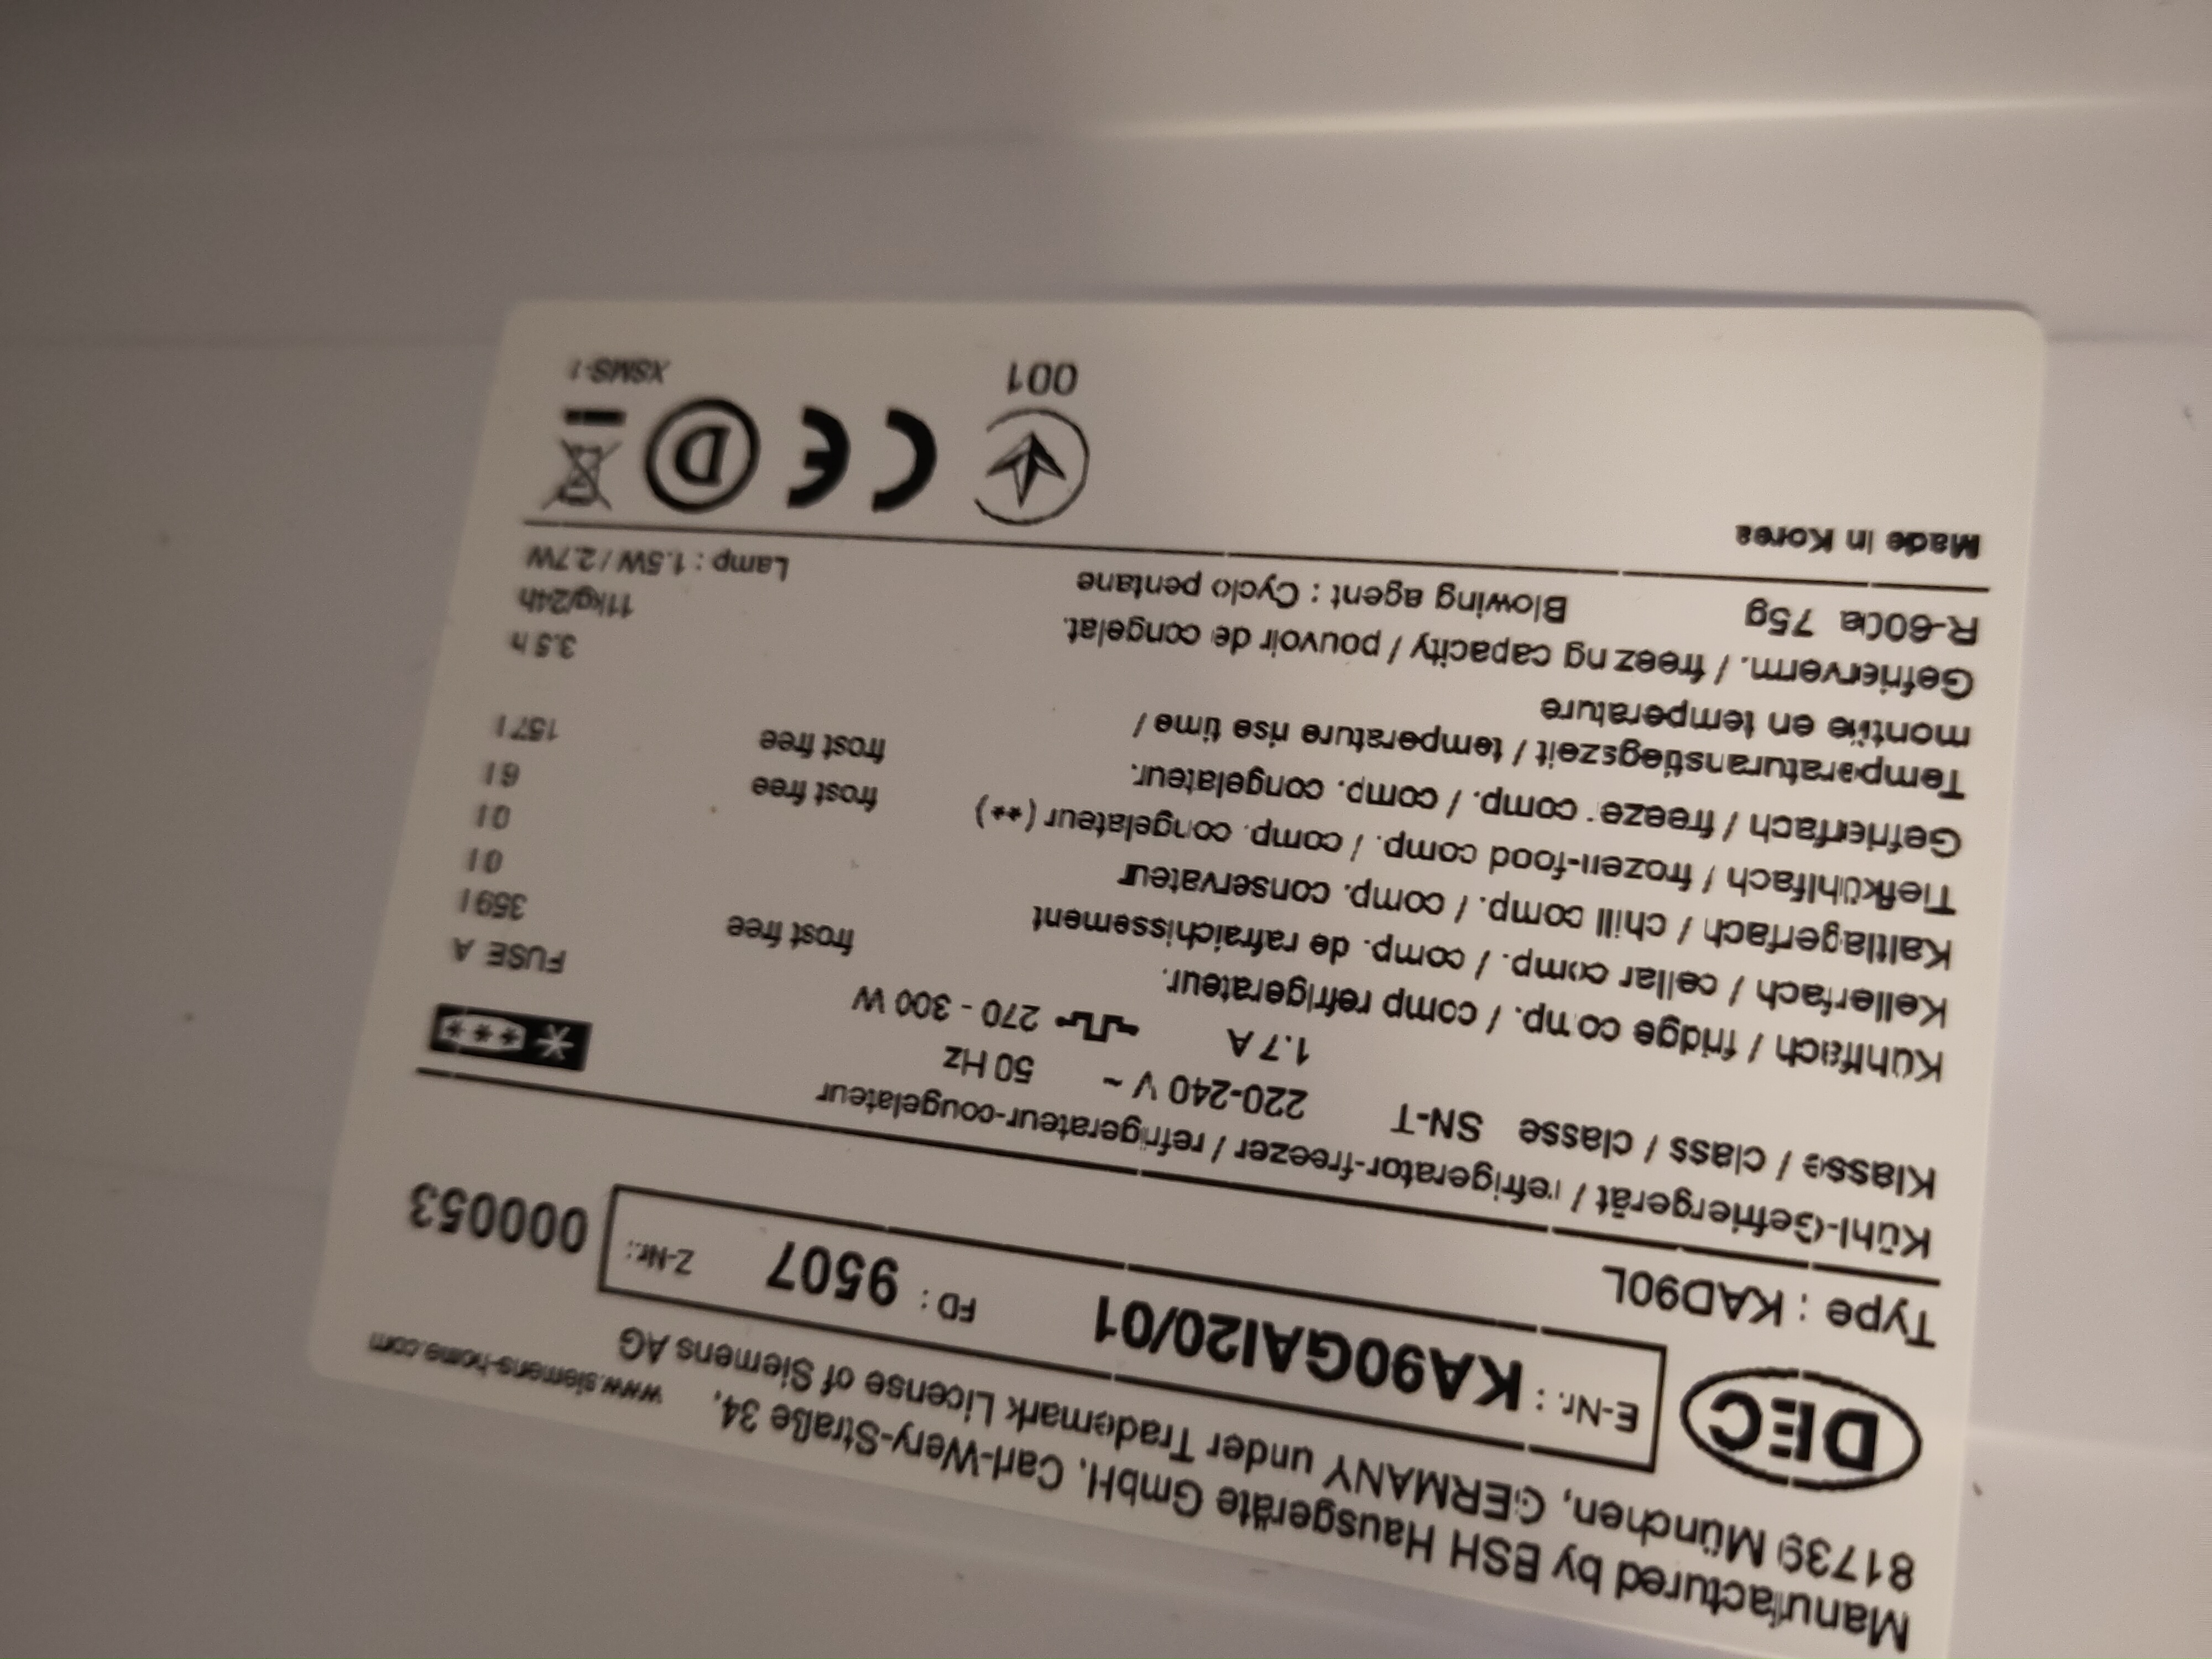 Manufactured by BSH Hausgeräte GmbH, Carl-Wery-Straße 34,
81739 München, GERMANY under Trademark License of Siemens AG
www.siemens-home.com
DEC
E-Nr. : KA90GAI20/01 FD : 9507 Z-Nr.: 000053
Type : KAD90L
Kühl-Gefriergerät / refrigerator-freezer / refrigerateur-cougelateur
Klasse / class / classe SN-T 220-240 V ~ 50 Hz
1.7 A 270 - 300 W FUSE A
Kühlfach / fridge comp. / comp refrigerateur. frost free 359 l
Kellerfach / cellar comp. / comp. de rafraichissement 0 l
Kaltlagerfach / chill comp. / comp. conservateur 0 l
Tiefkühlfach / frozen-food comp. / comp. congelateur (**) frost free 6 l
Gefrierfach / freezer comp. / comp. congelateur. frost free 157 l
Temperaturanstiegszeit / temperature rise time /
montée en temperature 3.5 h
Gefrierverm. / freezing capacity / pouvoir de congelat. 11kg/24h
R-600a 75g Blowing agent : Cyclo pentane Lamp : 1.5W / 2.7W
Made in Korea
001
CE
D
XSMS-1